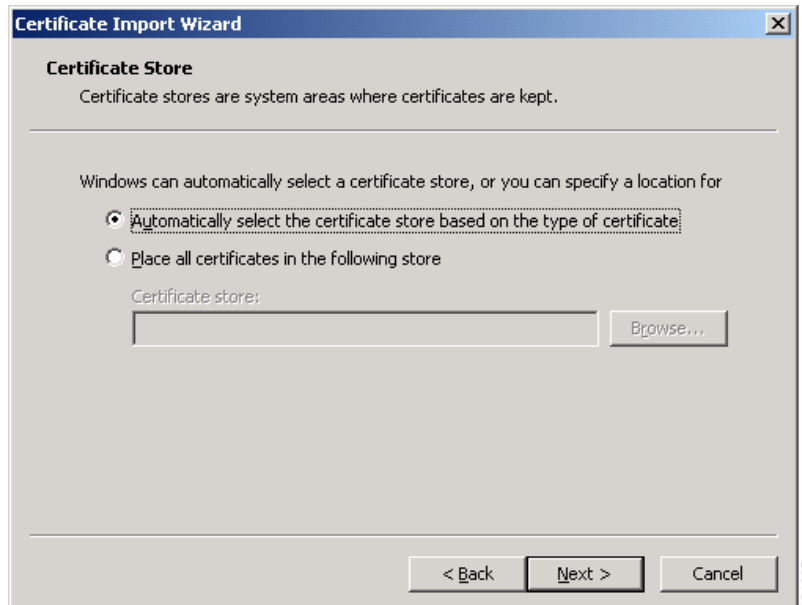 Certificate Import Wizard
Certificate Store
Certificate stores are system areas where certificates are kept.
Windows can automatically select a certificate store, or you can specify a location for
Automatically select the certificate store based on the type of certificate
Place all certificates in the following store
Certificate store:
Browse...
< Back
Next >
Cancel